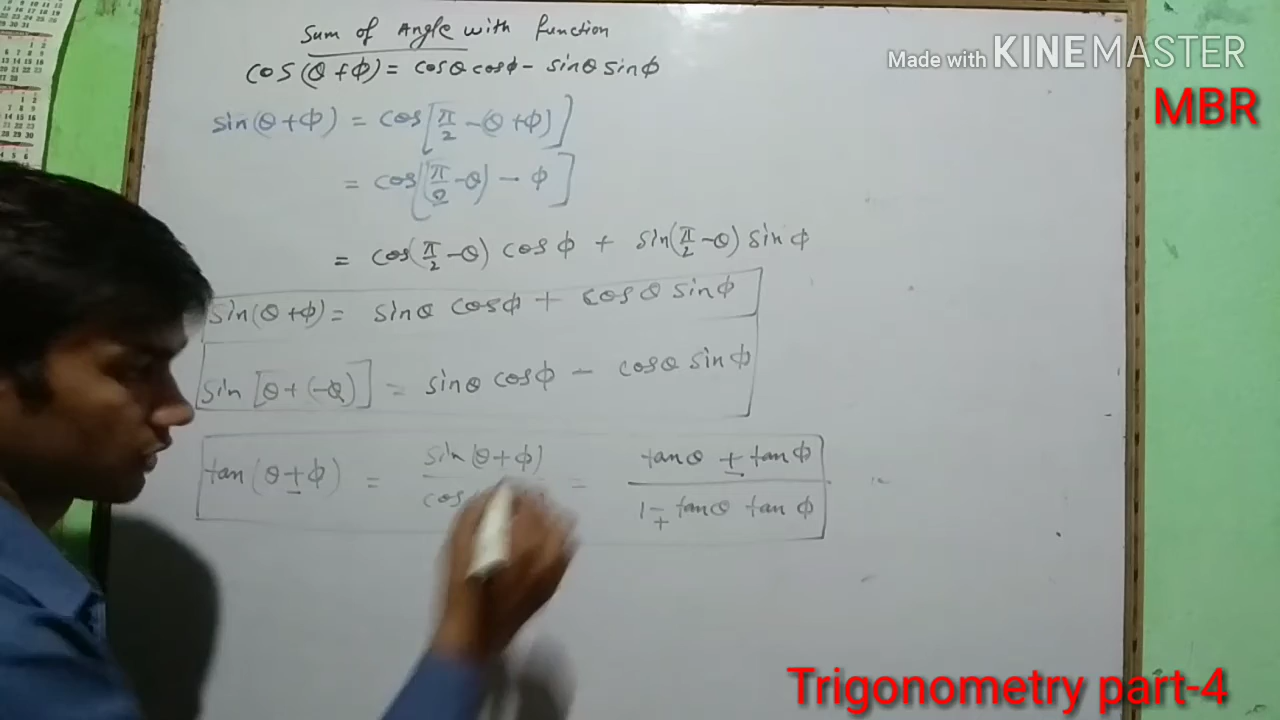 Sum of Angle with function
cos(θ+ϕ) = cosθ cosϕ - sinθ sinϕ
Made with KINEMASTER
MBR
sin(θ+ϕ) = cos[π/2 -(θ+ϕ)]
= cos[(π/2 -θ) - ϕ]
= cos(π/2 -θ) cosϕ + sin(π/2 -θ) sinϕ
sin(θ+ϕ) = sinθ cosϕ + cosθ sinϕ
sin[θ+(-θ)] = sinθ cosϕ - cosθ sinϕ
tan(θ±ϕ) = sin(θ+ϕ)/cos = (tanθ ± tanϕ)/(1∓ tanθ tanϕ)
Trigonometry part-4